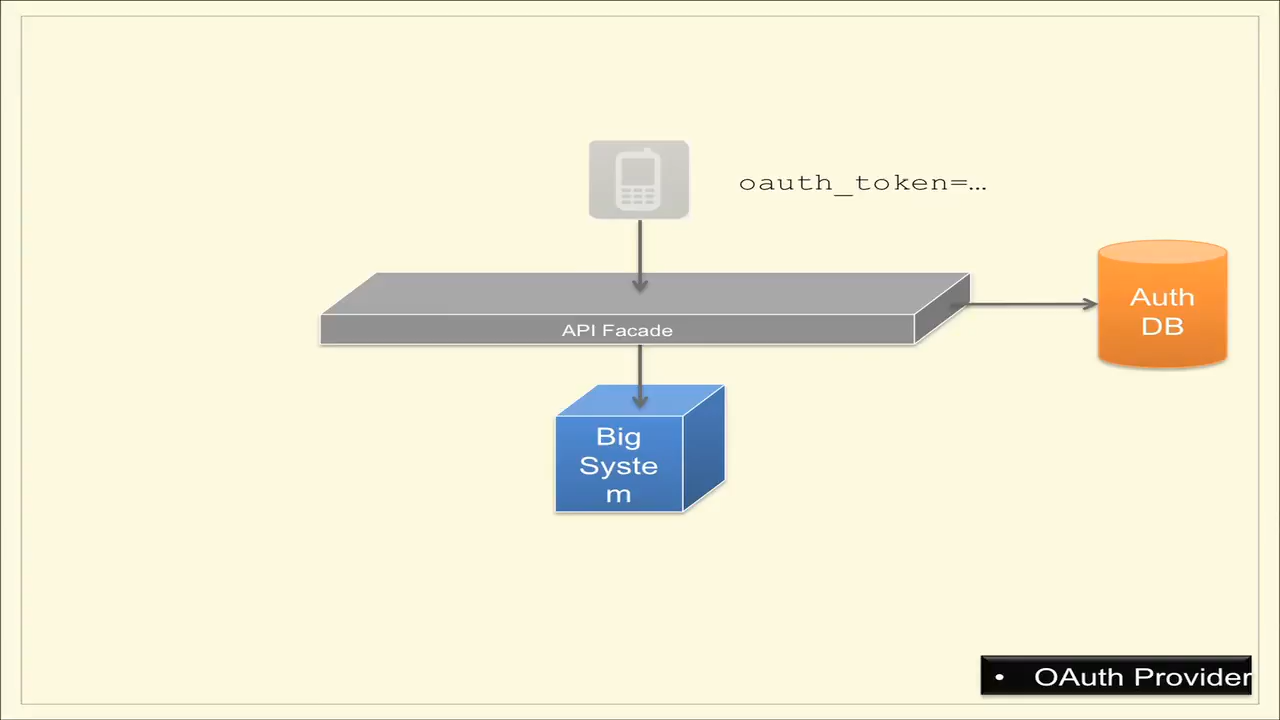 oauth_token=…
API Facade
Auth
DB
Big
Syste
m
• OAuth Provider